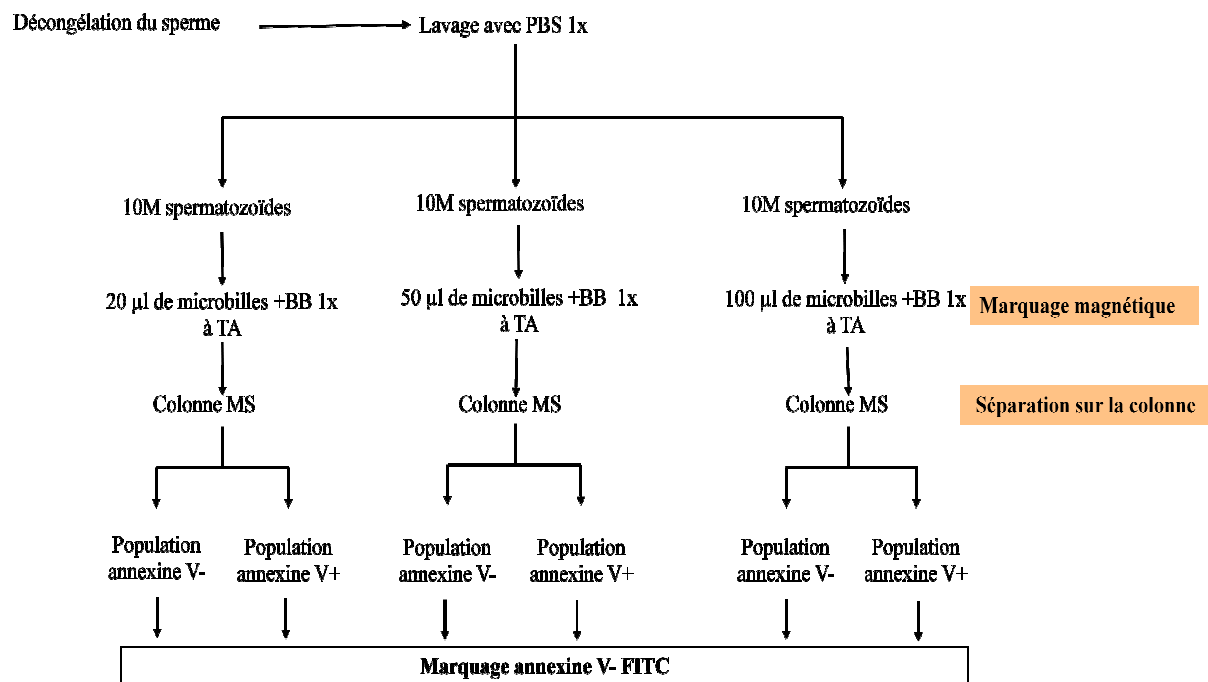 Décongélation du sperme
Lavage avec PBS 1x
10M spermatozoïdes
10M spermatozoïdes
10M spermatozoïdes
20 µl de microbilles +BB 1x
à TA
50 µl de microbilles +BB 1x
à TA
100 µl de microbilles +BB 1x
à TA
Marquage magnétique
Colonne MS
Colonne MS
Colonne MS
Séparation sur la colonne
Population
annexine V-
Population
annexine V+
Population
annexine V-
Population
annexine V+
Population
annexine V-
Population
annexine V+
Marquage annexine V- FITC